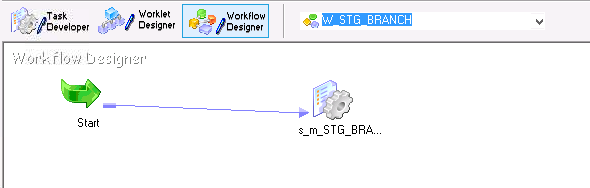 Task Developer
Worklet Designer
Workflow Designer
W_STG_BRANCH
Workflow Designer
Start
s_m_STG_BRA...